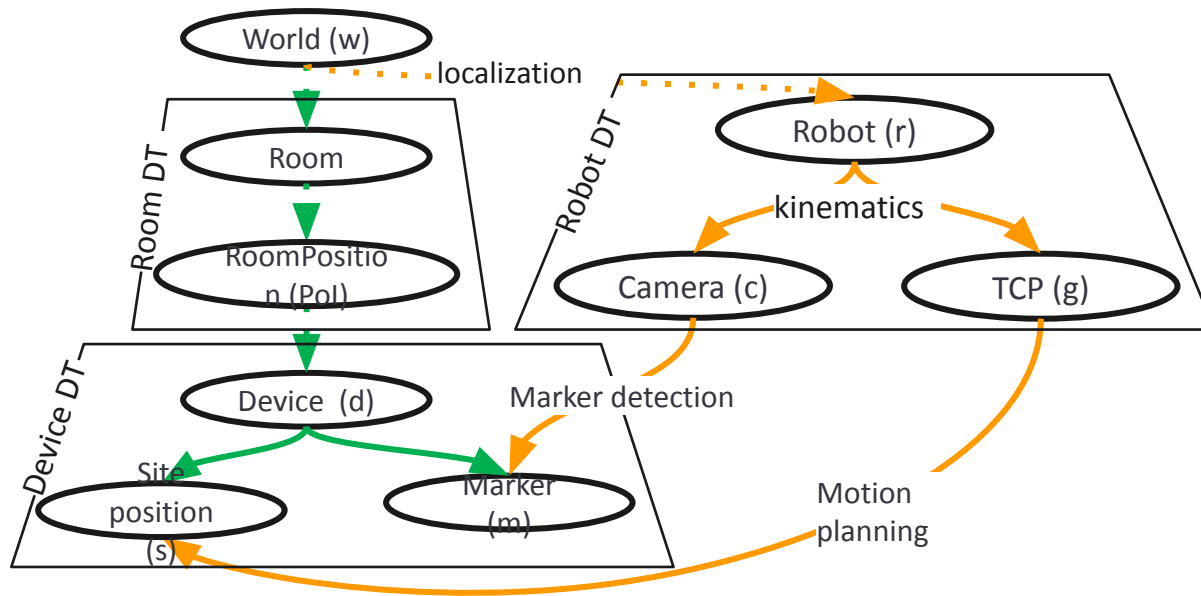 World (w)
localization
Room DT
Room
RoomPositio
n (PoI)
Robot DT
Robot (r)
kinematics
Camera (c)
TCP (g)
Device DT
Device (d)
Marker detection
Site
position
(s)
Marker
(m)
Motion
planning